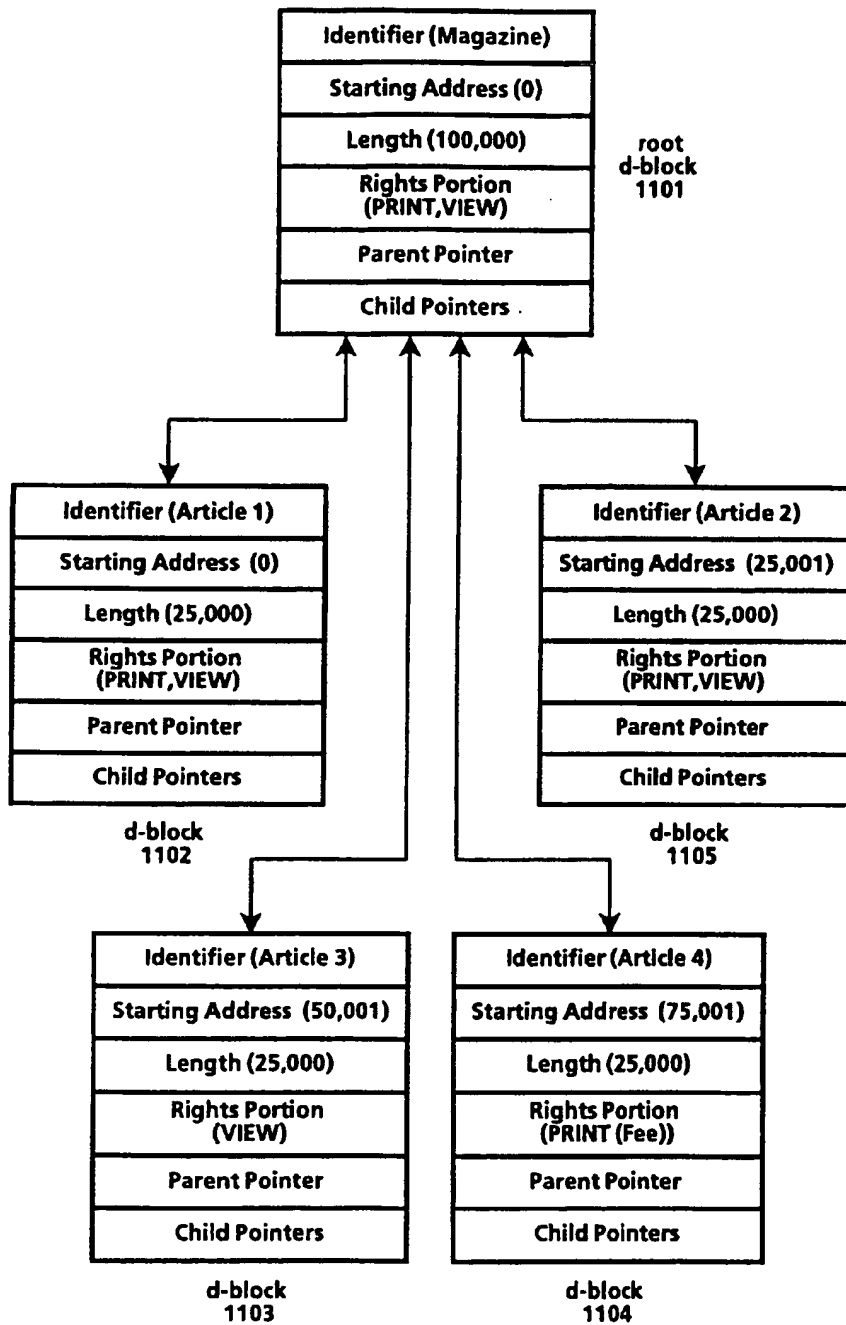 Identifier (Magazine)
Starting Address (0)
Length (100,000)
Rights Portion
(PRINT,VIEW)
Parent Pointer
Child Pointers
root
d-block
1101
Identifier (Article 1)
Starting Address (0)
Length (25,000)
Rights Portion
(PRINT,VIEW)
Parent Pointer
Child Pointers
d-block
1102
Identifier (Article 2)
Starting Address (25,001)
Length (25,000)
Rights Portion
(PRINT,VIEW)
Parent Pointer
Child Pointers
d-block
1105
Identifier (Article 3)
Starting Address (50,001)
Length (25,000)
Rights Portion
(VIEW)
Parent Pointer
Child Pointers
d-block
1103
Identifier (Article 4)
Starting Address (75,001)
Length (25,000)
Rights Portion
(PRINT (Fee))
Parent Pointer
Child Pointers
d-block
1104